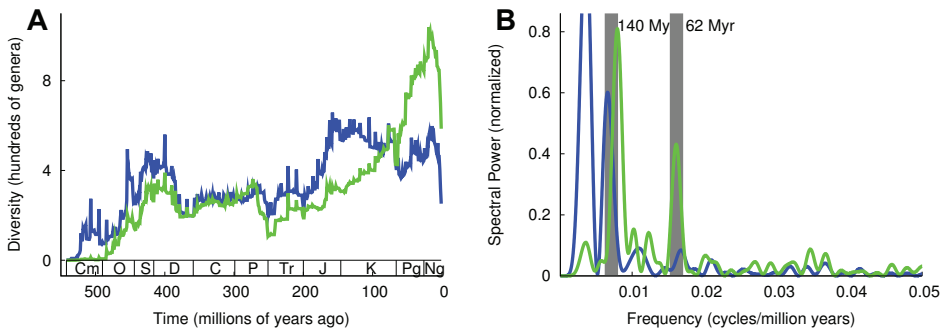 A
Diversity (hundreds of genera)
8
4
0
Cm O S D C P Tr J K Pg Ng
500 400 300 200 100 0
Time (millions of years ago)
B
140 My 62 Myr
Spectral Power (normalized)
0.8
0.6
0.4
0.2
0
0.01 0.02 0.03 0.04 0.05
Frequency (cycles/million years)